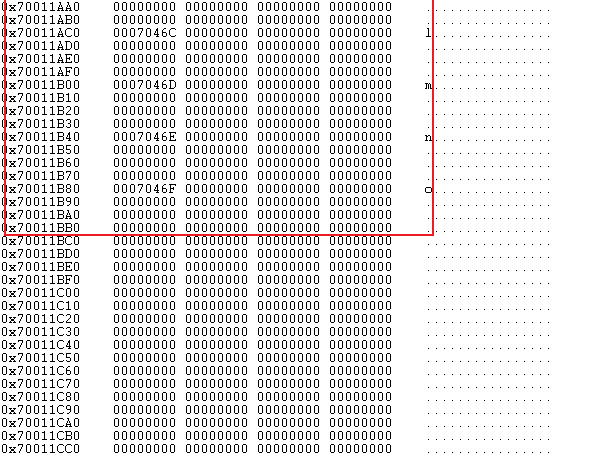 0x70011AA0 00000000 00000000 00000000 00000000 ................
0x70011AB0 00000000 00000000 00000000 00000000 ................
0x70011AC0 0007046C 00000000 00000000 00000000 l...............
0x70011AD0 00000000 00000000 00000000 00000000 ................
0x70011AE0 00000000 00000000 00000000 00000000 ................
0x70011AF0 00000000 00000000 00000000 00000000 ................
0x70011B00 0007046D 00000000 00000000 00000000 m...............
0x70011B10 00000000 00000000 00000000 00000000 ................
0x70011B20 00000000 00000000 00000000 00000000 ................
0x70011B30 00000000 00000000 00000000 00000000 ................
0x70011B40 0007046E 00000000 00000000 00000000 n...............
0x70011B50 00000000 00000000 00000000 00000000 ................
0x70011B60 00000000 00000000 00000000 00000000 ................
0x70011B70 00000000 00000000 00000000 00000000 ................
0x70011B80 0007046F 00000000 00000000 00000000 o...............
0x70011B90 00000000 00000000 00000000 00000000 ................
0x70011BA0 00000000 00000000 00000000 00000000 ................
0x70011BB0 00000000 00000000 00000000 00000000 ................
0x70011BC0 00000000 00000000 00000000 00000000 ................
0x70011BD0 00000000 00000000 00000000 00000000 ................
0x70011BE0 00000000 00000000 00000000 00000000 ................
0x70011BF0 00000000 00000000 00000000 00000000 ................
0x70011C00 00000000 00000000 00000000 00000000 ................
0x70011C10 00000000 00000000 00000000 00000000 ................
0x70011C20 00000000 00000000 00000000 00000000 ................
0x70011C30 00000000 00000000 00000000 00000000 ................
0x70011C40 00000000 00000000 00000000 00000000 ................
0x70011C50 00000000 00000000 00000000 00000000 ................
0x70011C60 00000000 00000000 00000000 00000000 ................
0x70011C70 00000000 00000000 00000000 00000000 ................
0x70011C80 00000000 00000000 00000000 00000000 ................
0x70011C90 00000000 00000000 00000000 00000000 ................
0x70011CA0 00000000 00000000 00000000 00000000 ................
0x70011CB0 00000000 00000000 00000000 00000000 ................
0x70011CC0 00000000 00000000 00000000 00000000 ................